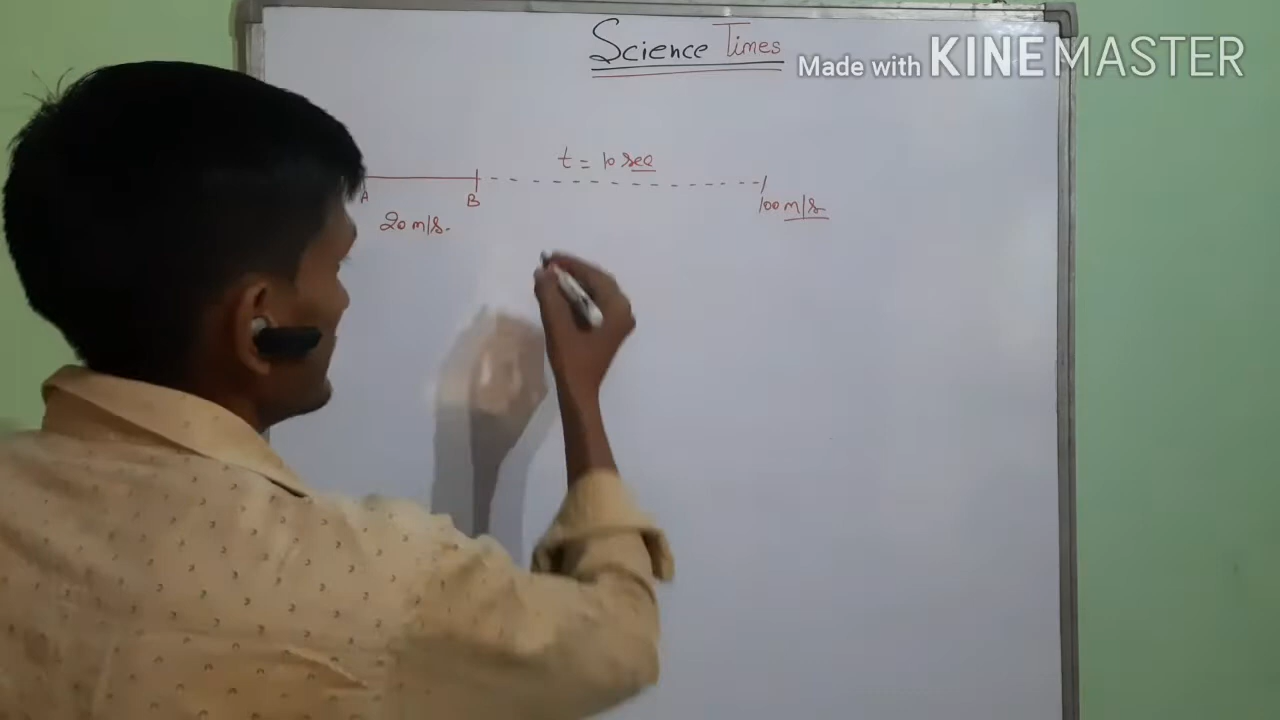 Science Times
Made with KINEMASTER
t = 10 sec
A
B
20 m/s.
100 m/s